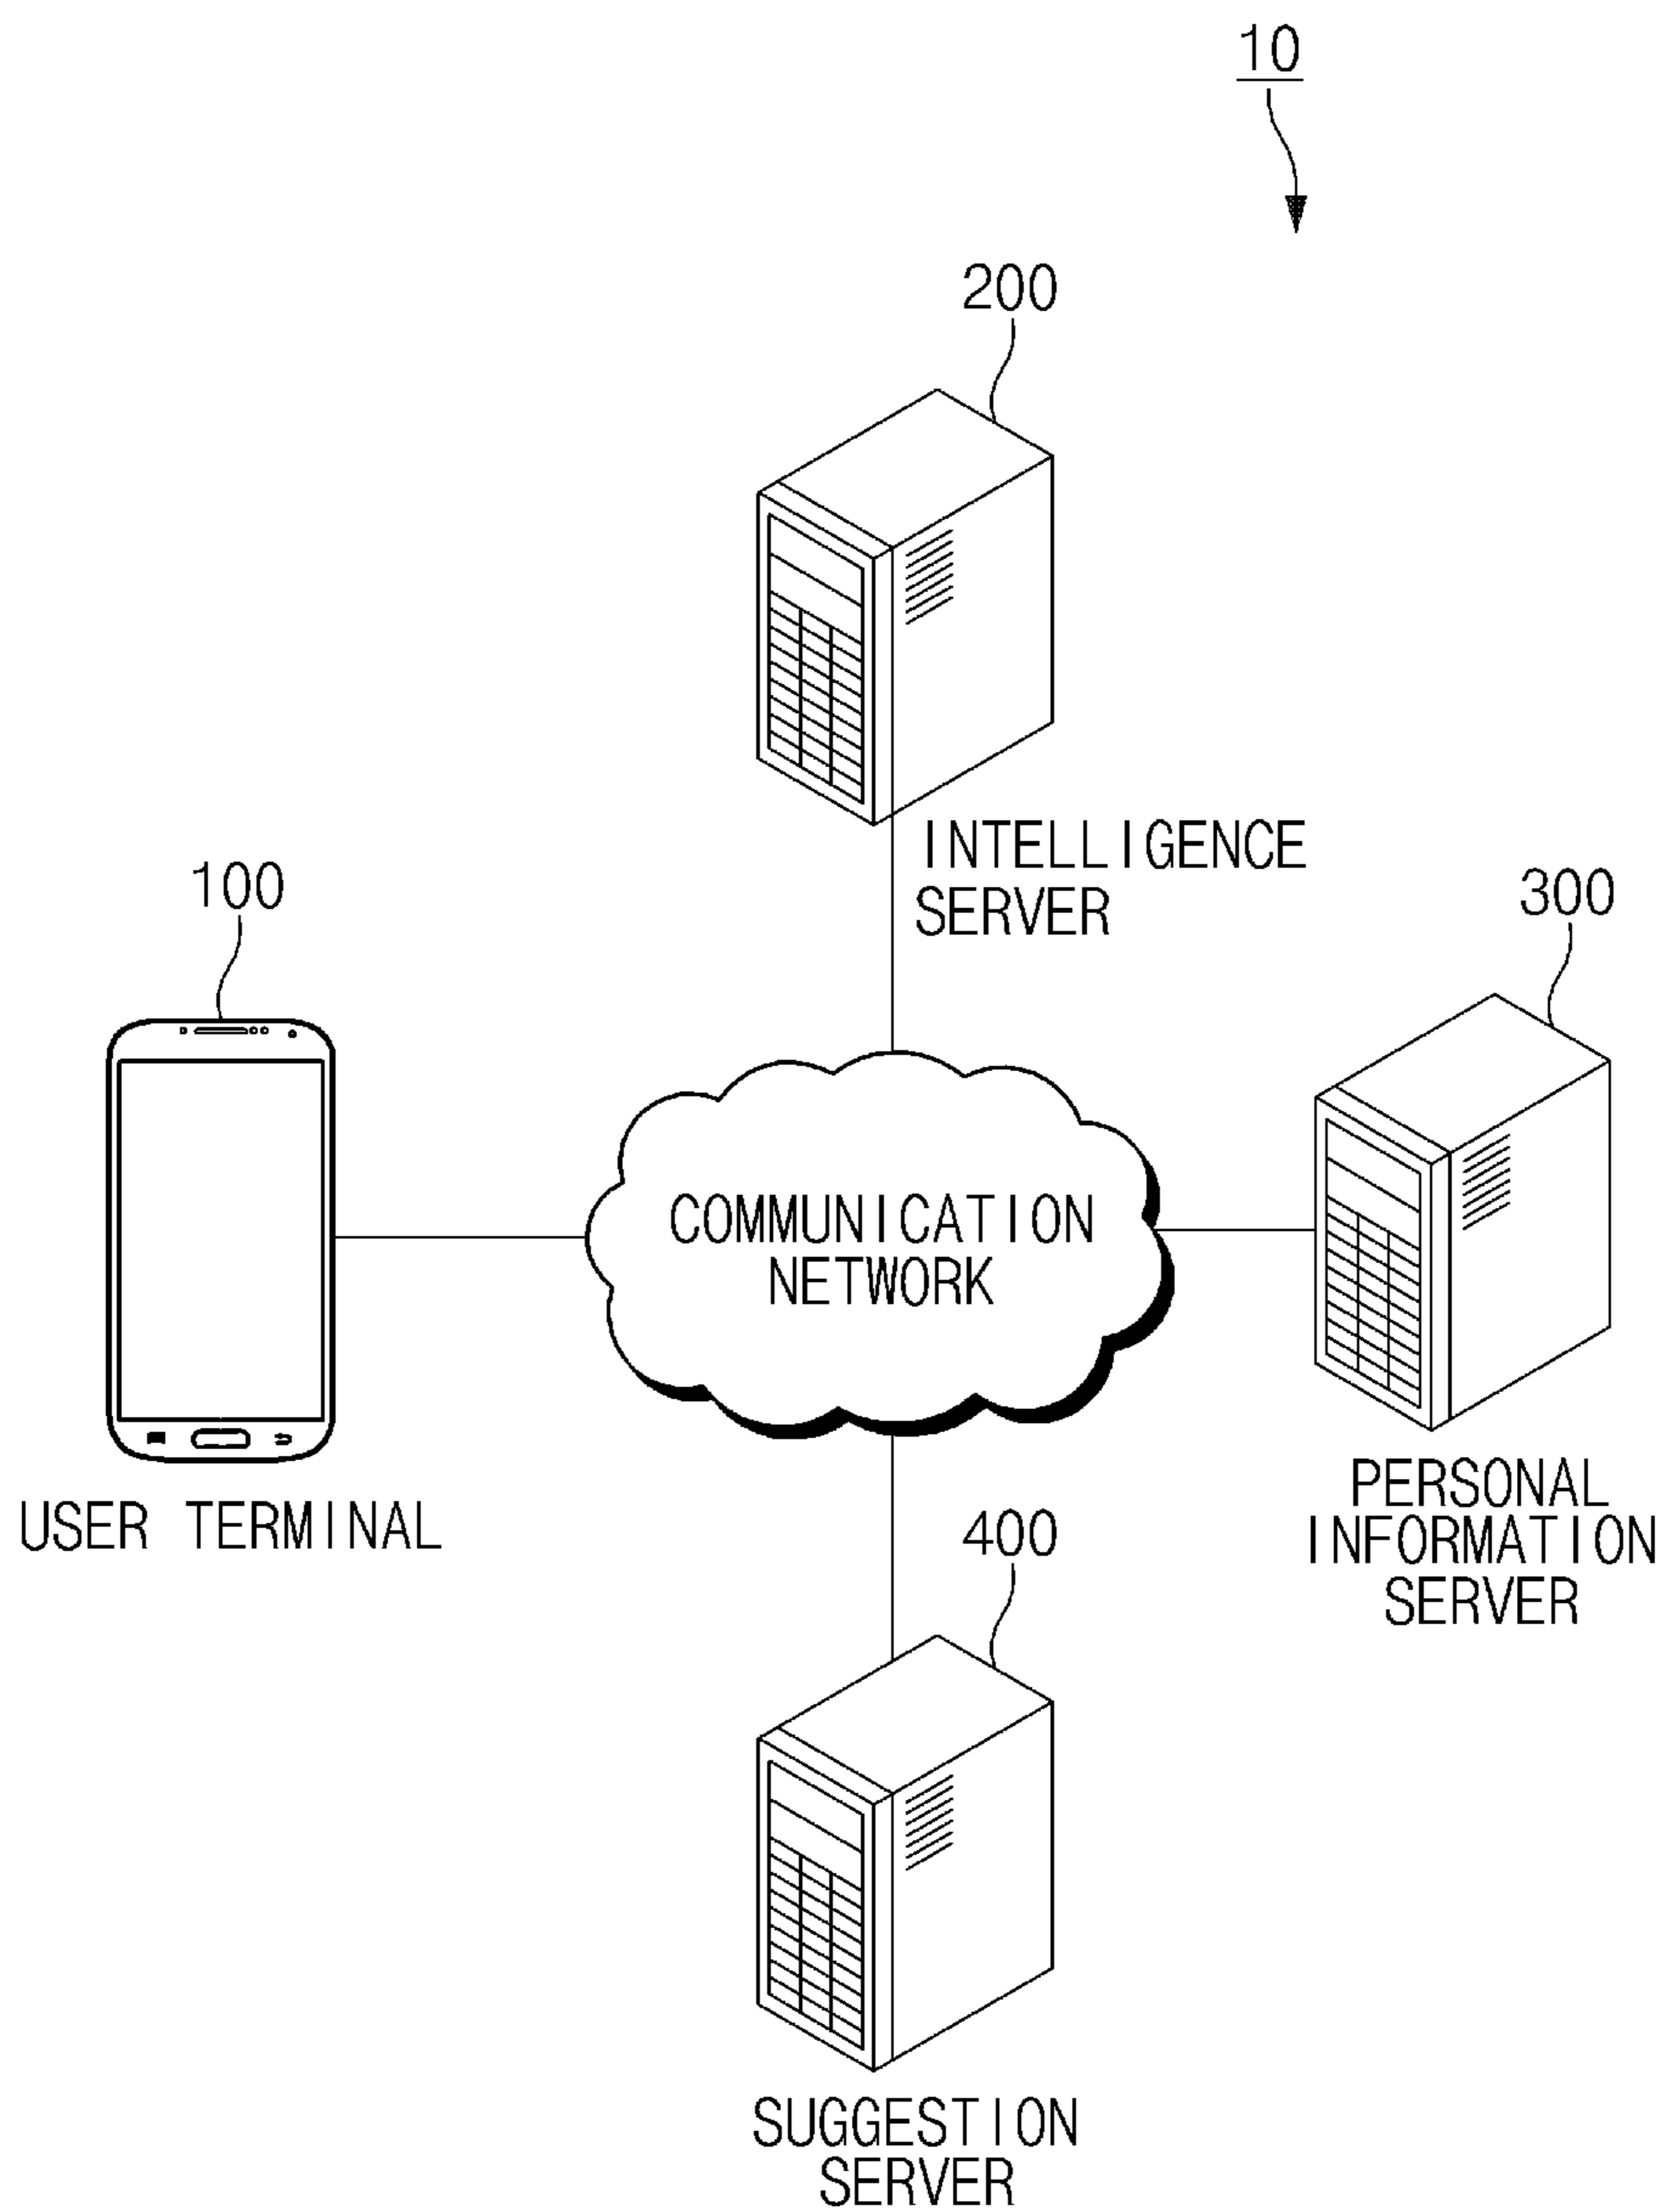 10
200
INTELLIGENCE
SERVER
100
300
COMMUNICATION
NETWORK
USER TERMINAL
PERSONAL
INFORMATION
SERVER
400
SUGGESTION
SERVER